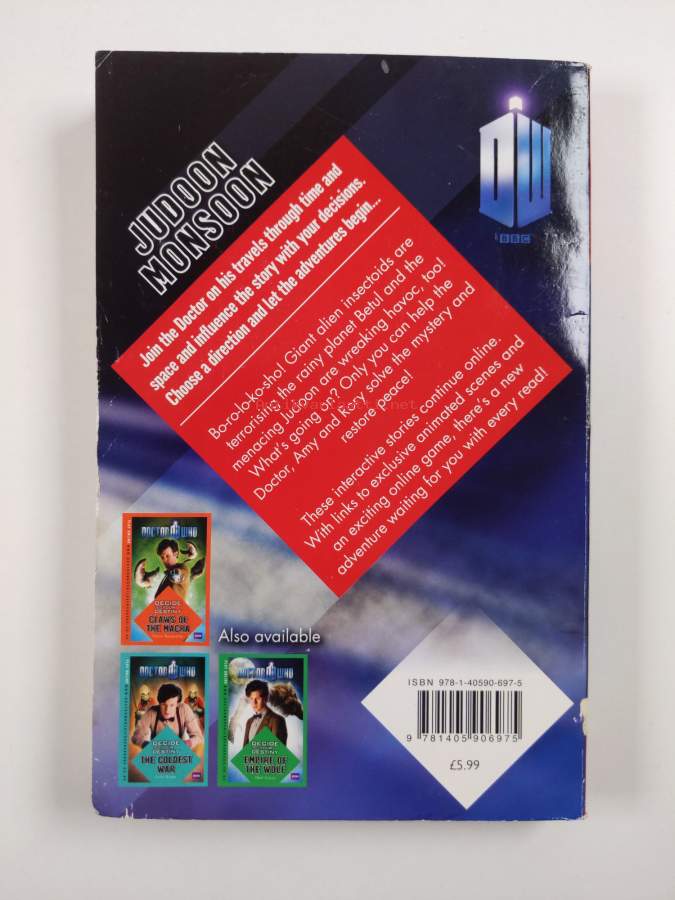 JUDOON
MONSOON
DW
BBC
Join the Doctor on his travels through time and
space and influence the story with your decisions.
Choose a direction and let the adventures begin...
Bo-ro-lo-ko-sho! Giant alien insectoids are
terrorising the rainy planet Betul and the
menacing Judoon are wreaking havoc, too!
What's going on? Only you can help the
Doctor, Amy and Rory solve the mystery and
restore peace!
These interactive stories continue online.
With links to exclusive animated scenes and
an exciting online game, there's a new
adventure waiting for you with every read!
DOCTOR WHO
DECIDE
DESTINY
CLAWS OF
THE MACRA
Also available
DOCTOR WHO
DECIDE
DESTINY
THE COLDEST
WAR
DOCTOR WHO
DECIDE
DESTINY
EMPIRE OF
THE WOLF
ISBN 978-1-40590-697-5
9 781405 906975
£5.99